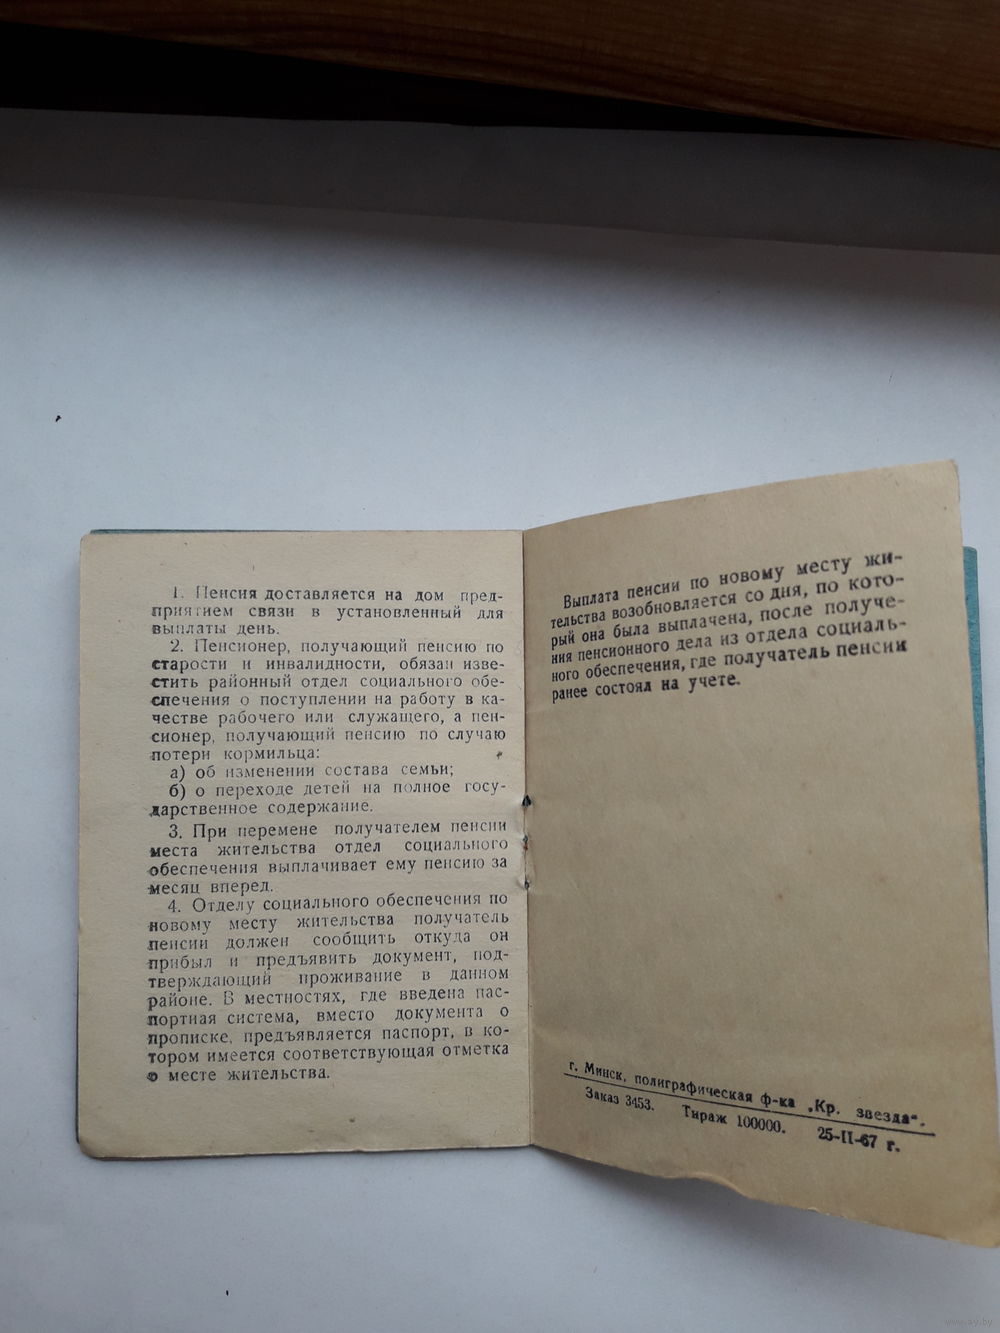 1. Пенсия доставляется на дом пред-
приятием связи в установленный для
выплаты день.
2. Пенсионер, получающий пенсию по
старости и инвалидности, обязан изве-
стить районный отдел социального обе-
спечения о поступлении на работу в ка-
честве рабочего или служащего, а пен-
сионер, получающий пенсию по случаю
потери кормильца:
а) об изменении состава семьи;
б) о переходе детей на полное госу-
дарственное содержание.
3. При перемене получателем пенсии
места жительства отдел социального
обеспечения выплачивает ему пенсию за
месяц вперед.
4. Отделу социального обеспечения по
новому месту жительства получатель
пенсии должен сообщить откуда он
прибыл и предъявить документ, под-
тверждающий проживание в данном
районе. В местностях, где введена пас-
портная система, вместо документа о
прописке, предъявляется паспорт, в ко-
тором имеется соответствующая отметка
о месте жительства.
Выплата пенсии по новому месту жи-
тельства возобновляется со дня, по кото-
рый она была выплачена, после получе-
ния пенсионного дела из отдела социаль-
ного обеспечения, где получатель пенсии
ранее состоял на учете.
г. Минск, полиграфическая ф-ка „Кр. звезда“.
Заказ 3453. Тираж 100000. 25-II-67 г.
www.ay.by